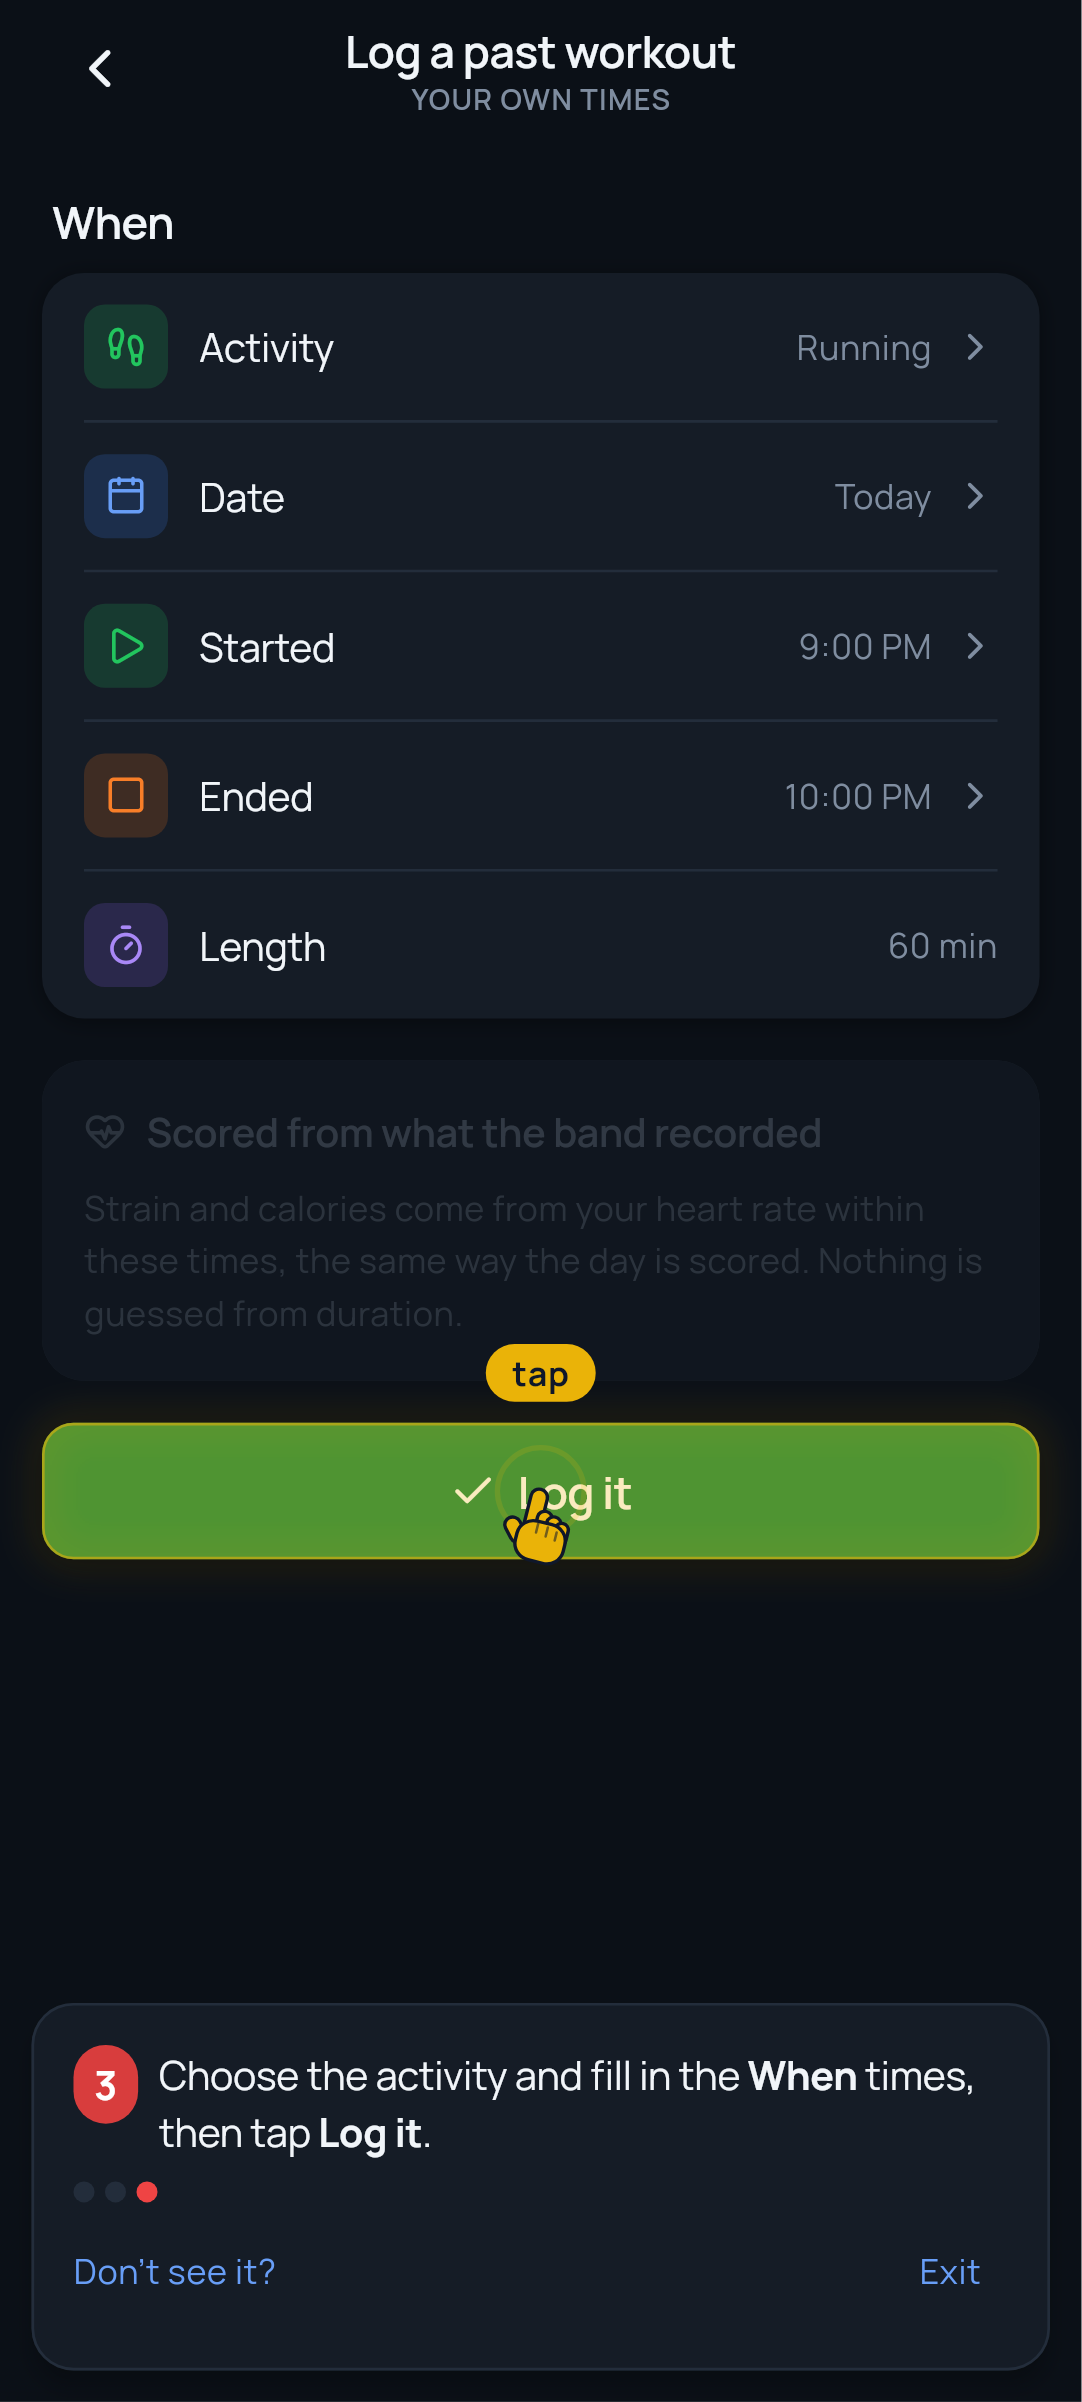 Log a past workout
YOUR OWN TIMES
When
Activity
Running
Date
Today
Started
9:00 PM
Ended
10:00 PM
Length
60 min
Scored from what the band recorded
Strain and calories come from your heart rate within
these times, the same way the day is scored. Nothing is
guessed from duration.
tap
Log it
3
Choose the activity and fill in the When times,
then tap Log it.
Don't see it?
Exit